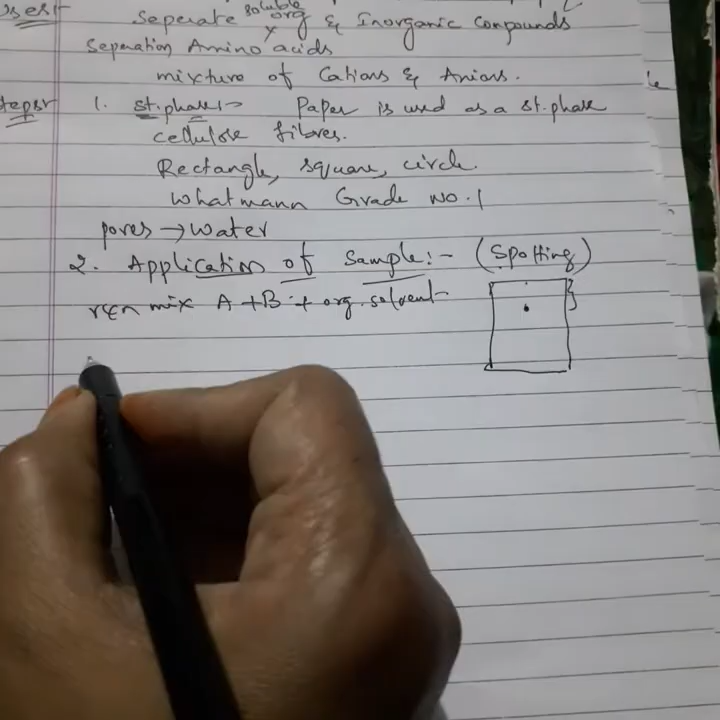 soluble
Uses:-
Seperate org & Inorganic Compounds
Seperation Amino acids
mixture of Cations & Anions.
Steps:- 1. st.phase:- Paper is used as a st.phase
cellulose fibres.
Rectangle, square, circle.
Whatmann Grade no.1
pores → water
2. Application of Sample:- (Spotting)
rxn mix A + B + org. solvent